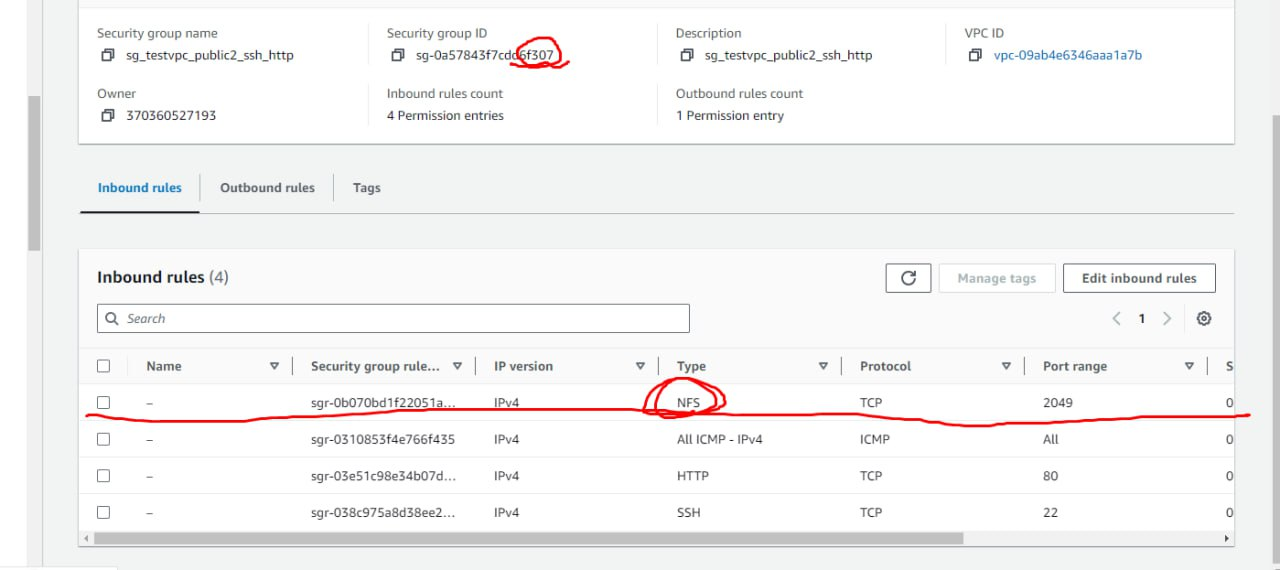 Security group name
Security group ID
Description
VPC ID
sg_testvpc_public2_ssh_http
sg-0a57843f7cdd6f307
sg_testvpc_public2_ssh_http
vpc-09ab4e6346aaa1a7b
Owner
Inbound rules count
Outbound rules count
370360527193
4 Permission entries
1 Permission entry
Inbound rules
Outbound rules
Tags
Inbound rules (4)
Manage tags
Edit inbound rules
Search
1
Name Security group rule... IP version Type Protocol Port range S
– sgr-0b070bd1f22051a... IPv4 NFS TCP 2049 0
– sgr-0310853f4e766f435 IPv4 All ICMP - IPv4 ICMP All 0
– sgr-03e51c98e34b07d... IPv4 HTTP TCP 80 0
– sgr-038c975a8d38ee2... IPv4 SSH TCP 22 0